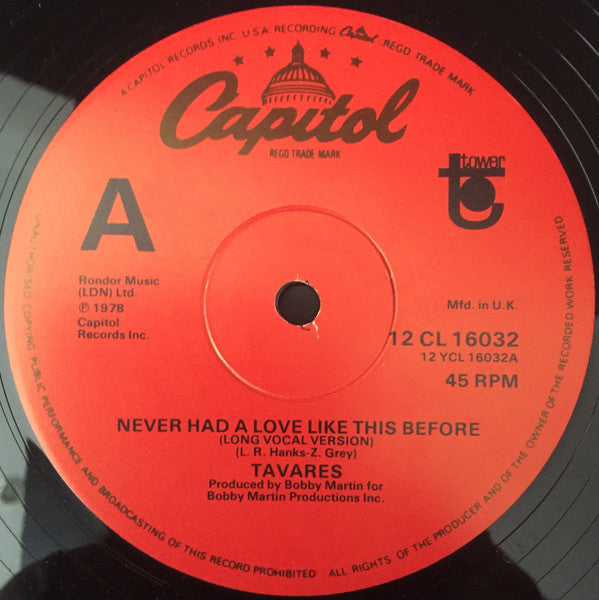 A CAPITOL RECORDS INC. U.S.A RECORDING Capitol REGD TRADE MARK
Capitol
REGD TRADE MARK
tower
t
A
Rondor Music
(LDN) Ltd.
℗ 1978
Capitol
Records Inc.
Mfd. in U.K.
12 CL 16032
12 YCL 16032A
45 RPM
NEVER HAD A LOVE LIKE THIS BEFORE
(LONG VOCAL VERSION)
(L. R. Hanks-Z. Grey)
TAVARES
Produced by Bobby Martin for
Bobby Martin Productions Inc.
UNAUTHORISED COPYING PUBLIC PERFORMANCE AND BROADCASTING OF THIS RECORD PROHIBITED ALL RIGHTS OF THE PRODUCER AND OF THE OWNER OF THE RECORDED WORK RESERVED